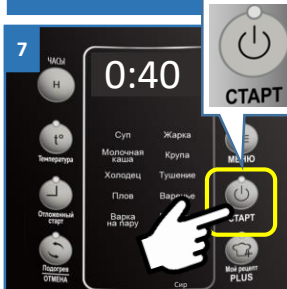 7
СТАРТ
ЧАСЫ
H
0:40
t°
Температура
Суп Жарка
Молочная каша Крупа
МЕНЮ
Холодец Тушение
Отложенный старт
Плов Варенье
СТАРТ
Варка на пару
Подогрев
ОТМЕНА
Мой рецепт
PLUS
Сыр